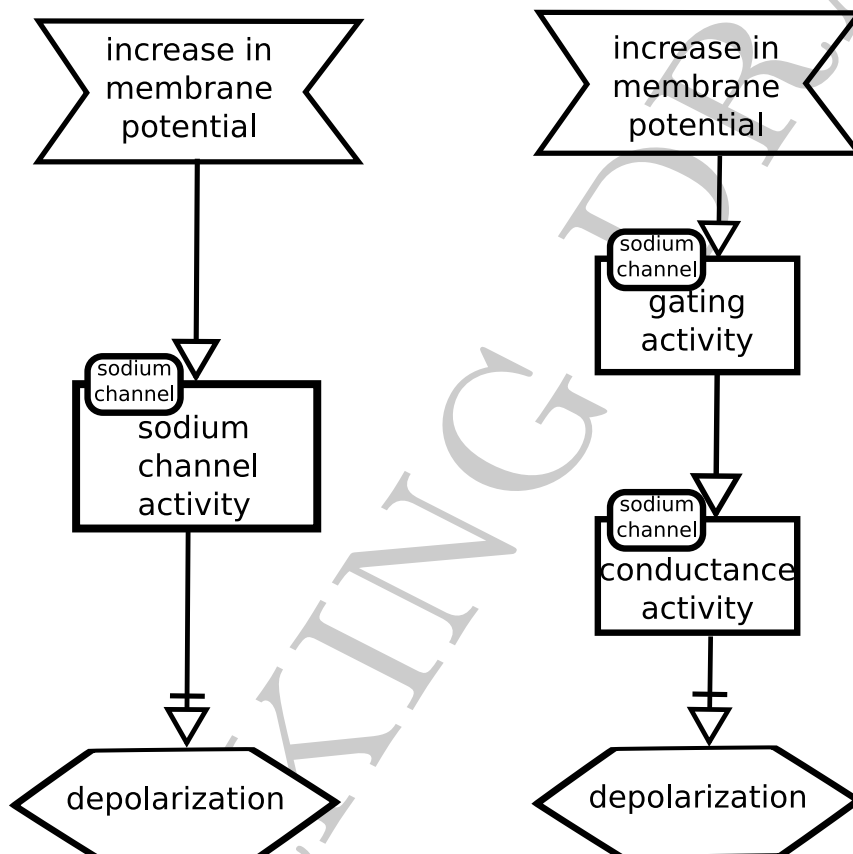 increase in
membrane
potential
sodium
channel
sodium
channel
activity
depolarization
increase in
membrane
potential
sodium
channel
gating
activity
sodium
channel
conductance
activity
depolarization